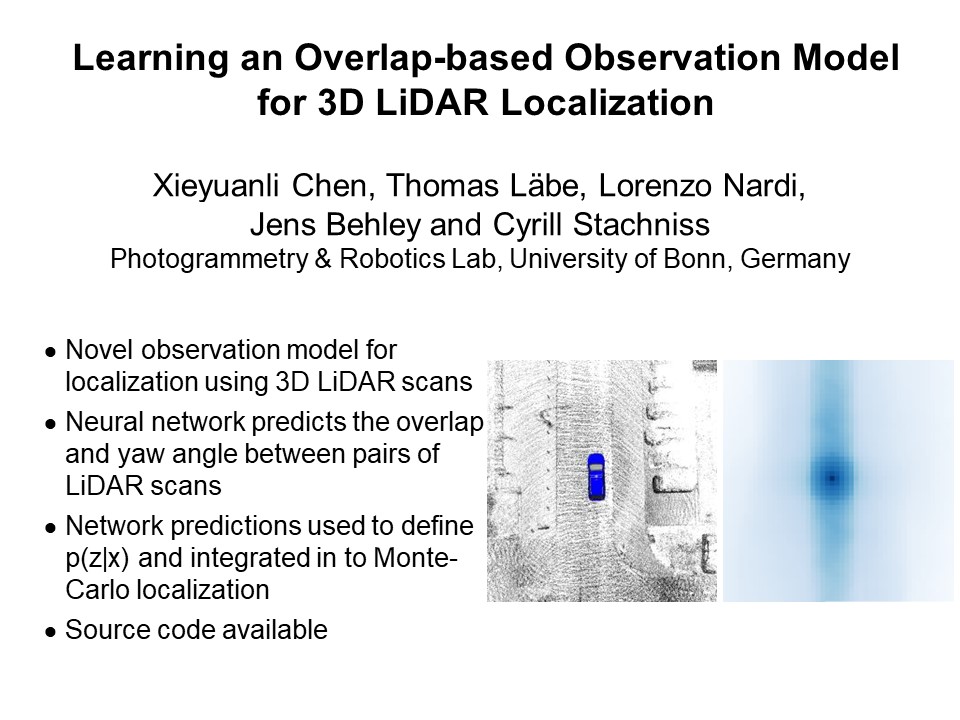 Learning an Overlap-based Observation Model
for 3D LiDAR Localization
Xieyuanli Chen, Thomas Läbe, Lorenzo Nardi,
Jens Behley and Cyrill Stachniss
Photogrammetry & Robotics Lab, University of Bonn, Germany
● Novel observation model for
localization using 3D LiDAR scans
● Neural network predicts the overlap
and yaw angle between pairs of
LiDAR scans
● Network predictions used to define
p(z|x) and integrated in to Monte-
Carlo localization
● Source code available